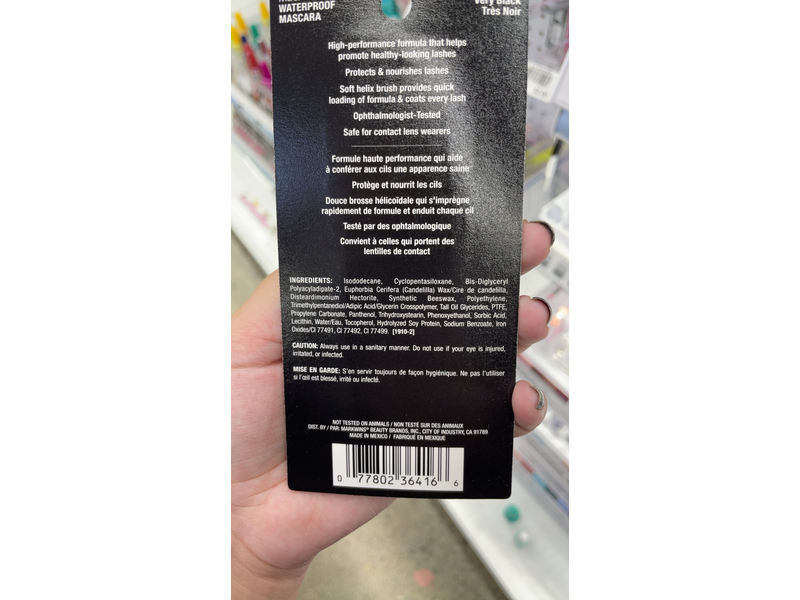 WATERPROOF
MASCARA
Very Black
Très Noir
High-performance formula that helps
promote healthy-looking lashes
Protects & nourishes lashes
Soft helix brush provides quick
loading of formula & coats every lash
Ophthalmologist-Tested
Safe for contact lens wearers
Formule haute performance qui aide
à conférer aux cils une apparence saine
Protège et nourrit les cils
Douce brosse hélicoïdale qui s'imprègne
rapidement de formule et enduit chaque cil
Testé par des ophtalmologique
Convient à celles qui portent des
lentilles de contact
INGREDIENTS: Isododecane, Cyclopentasiloxane, Bis-Diglyceryl
Polyacyladipate-2, Euphorbia Cerifera (Candelilla) Wax/Cire de candelilla,
Disteardimonium Hectorite, Synthetic Beeswax, Polyethylene,
Trimethylpentanediol/Adipic Acid/Glycerin Crosspolymer, Tall Oil Glycerides, PTFE,
Propylene Carbonate, Panthenol, Trihydroxystearin, Phenoxyethanol, Sorbic Acid,
Lecithin, Water/Eau, Tocopherol, Hydrolyzed Soy Protein, Sodium Benzoate, Iron
Oxides/CI 77491, CI 77492, CI 77499. [1910-2]
CAUTION: Always use in a sanitary manner. Do not use if your eye is injured,
irritated, or infected.
MISE EN GARDE: S'en servir toujours de façon hygiénique. Ne pas l'utiliser
si l'œil est blessé, irrité ou infecté.
NOT TESTED ON ANIMALS / NON TESTÉ SUR DES ANIMAUX
DIST. BY / PAR: MARKWINS® BEAUTY BRANDS, INC., CITY OF INDUSTRY, CA 91789
MADE IN MEXICO / FABRIQUÉ EN MEXIQUE
0 77802 36416 6